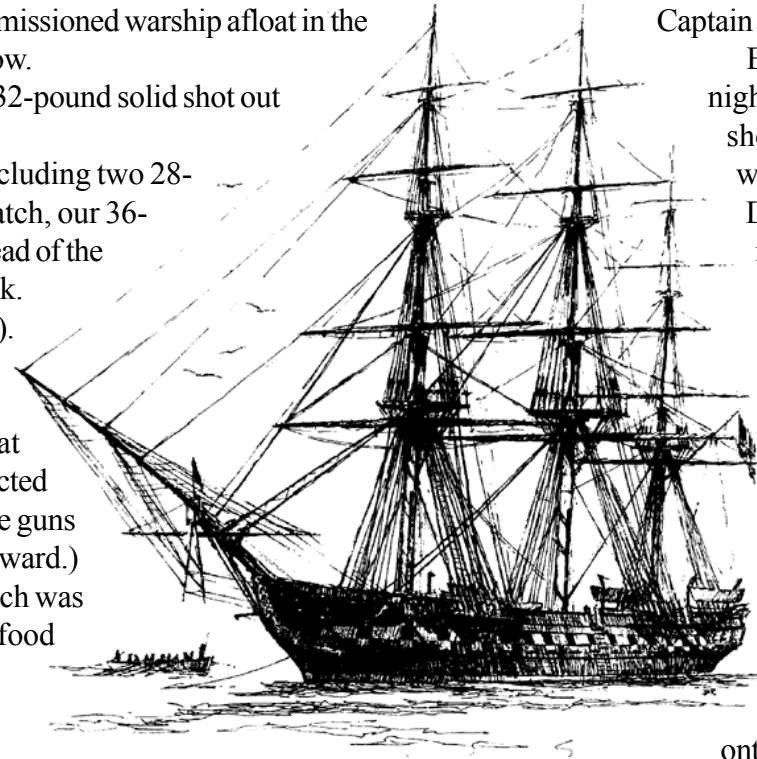 missioned warship afloat in the
ow.
32-pound solid shot out
cluding two 28-
atch, our 36-
ead of the
k.
).
at
cted
e guns
ward.)
ch was
food
Captain
nigh
sho
w
ont